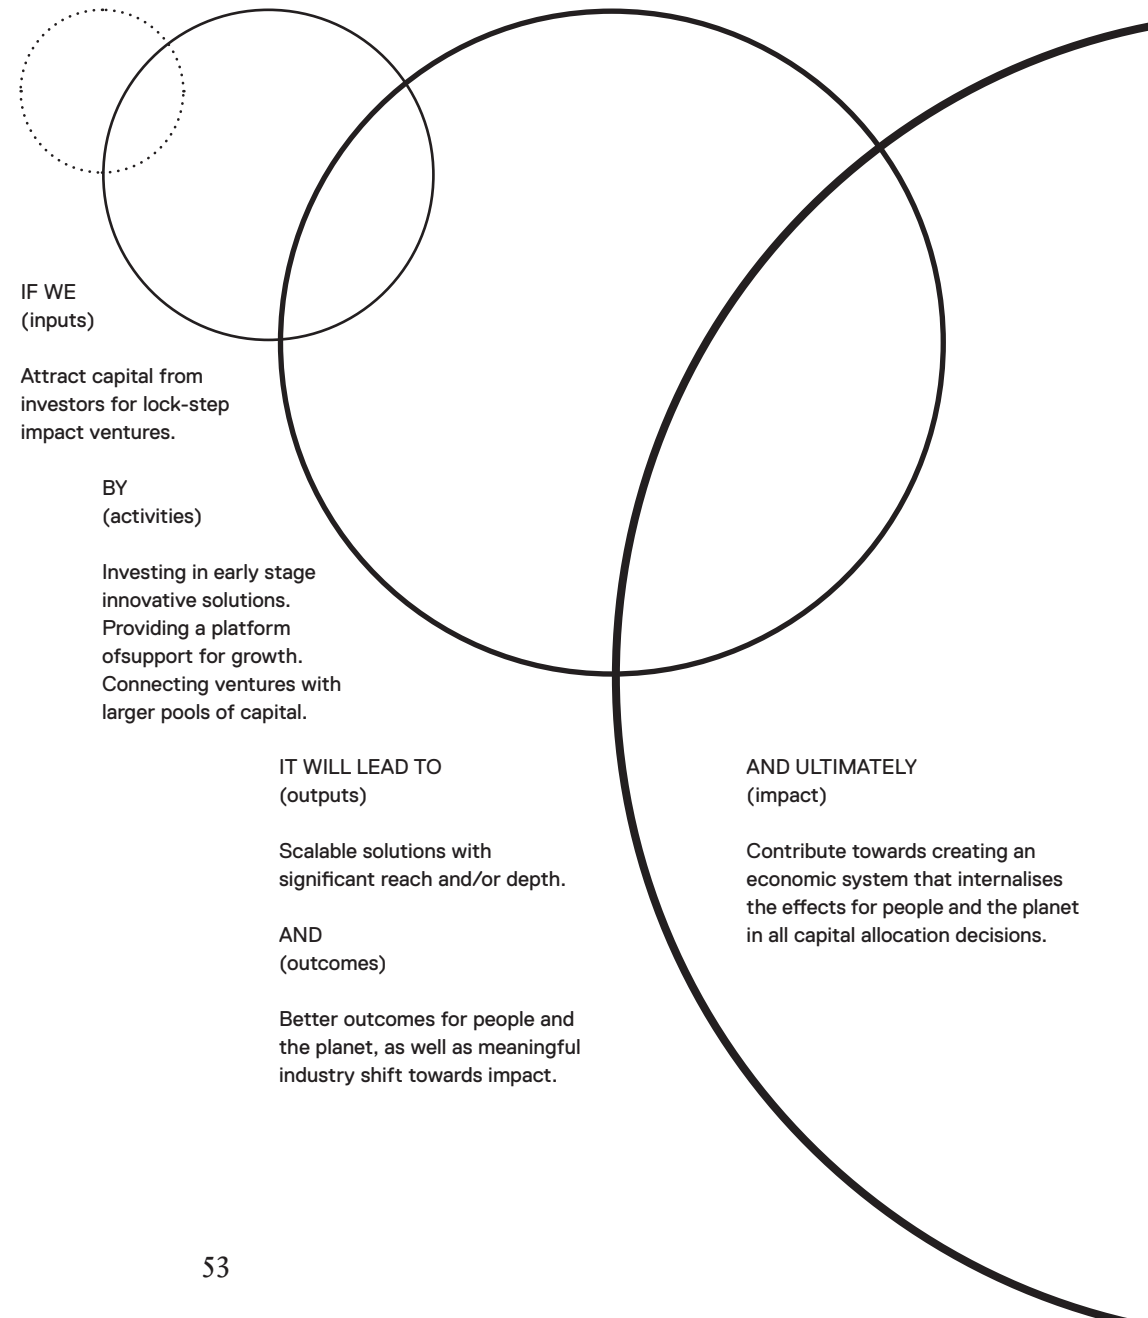 IF WE
(inputs)
Attract capital from
investors for lock-step
impact ventures.
BY
(activities)
Investing in early stage
innovative solutions.
Providing a platform
ofsupport for growth.
Connecting ventures with
larger pools of capital.
IT WILL LEAD TO
(outputs)
Scalable solutions with
significant reach and/or depth.
AND
(outcomes)
Better outcomes for people and
the planet, as well as meaningful
industry shift towards impact.
AND ULTIMATELY
(impact)
Contribute towards creating an
economic system that internalises
the effects for people and the planet
in all capital allocation decisions.
53